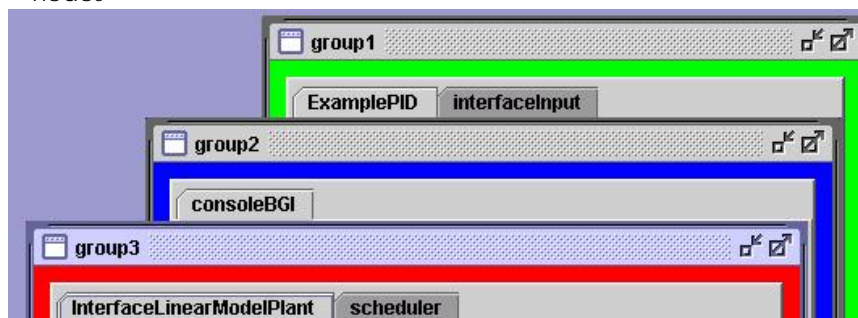 group1
ExamplePID interfaceInput
group2
consoleBGI
group3
InterfaceLinearModelPlant scheduler